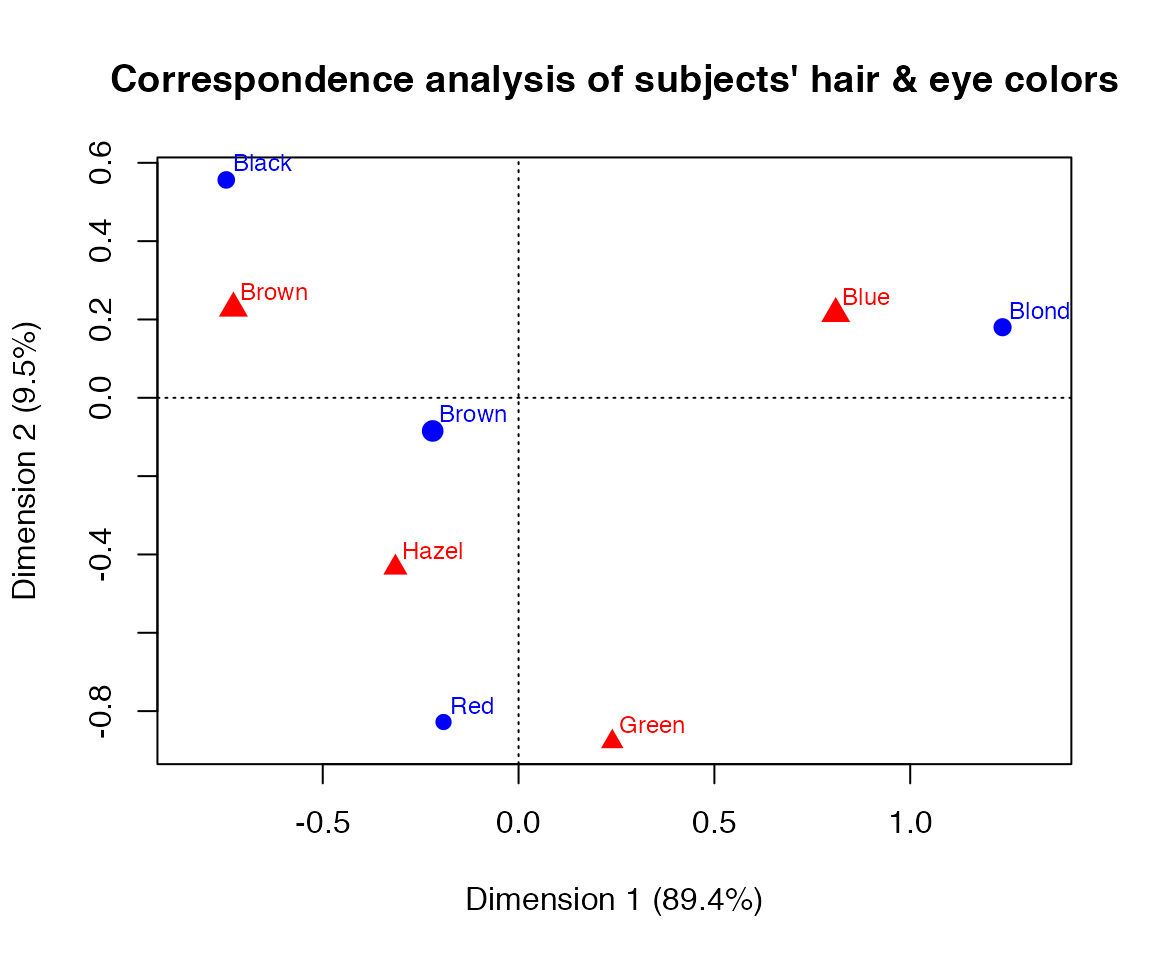 Correspondence analysis of subjects' hair & eye colors
0.6
0.4
0.2
0.0
-0.4
-0.8
Dimension 2 (9.5%)
Black
Brown
Blue
Blond
Brown
Hazel
Red
Green
-0.5 0.0 0.5 1.0
Dimension 1 (89.4%)